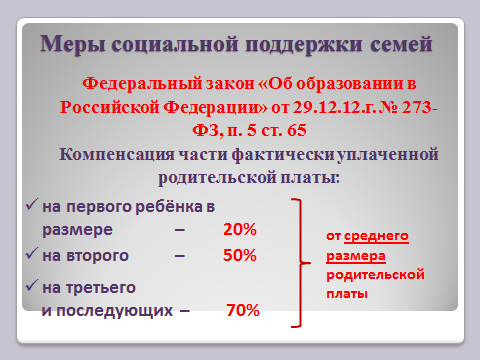 Меры социальной поддержки семей
Федеральный закон «Об образовании в
Российской Федерации» от 29.12.12.г. № 273-
ФЗ, п. 5 ст. 65
Компенсация части фактически уплаченной
родительской платы:
на первого ребёнка в
размере – 20%
на второго – 50%
на третьего
и последующих – 70%
от среднего
размера
родительской
платы